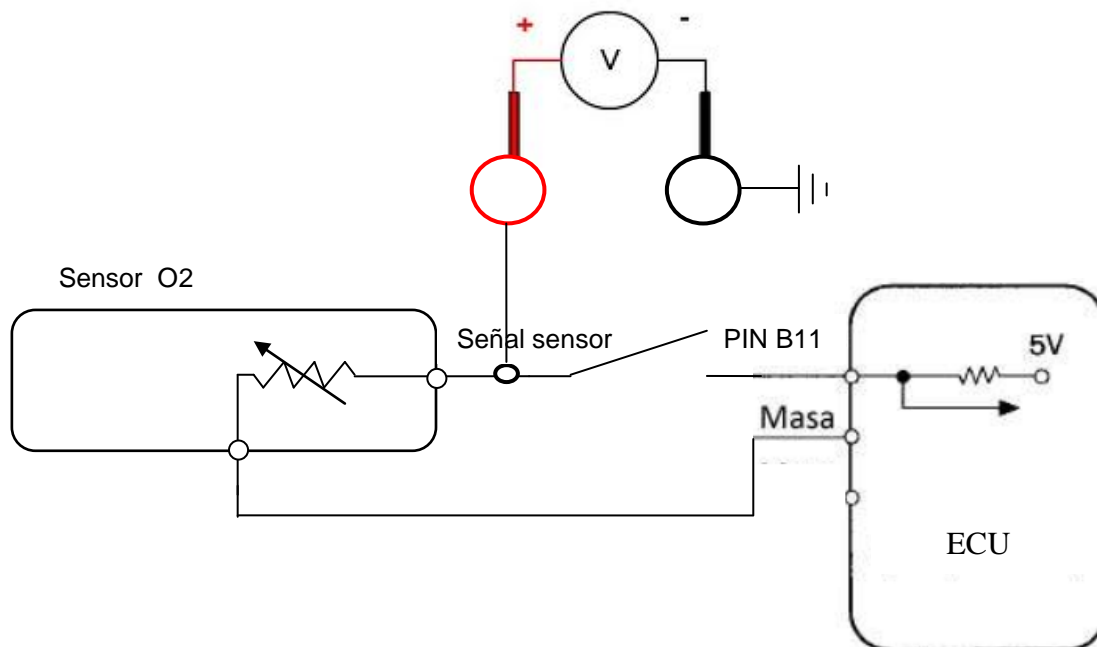 + -
V
Sensor O2
Señal sensor PIN B11
5V
Masa
ECU